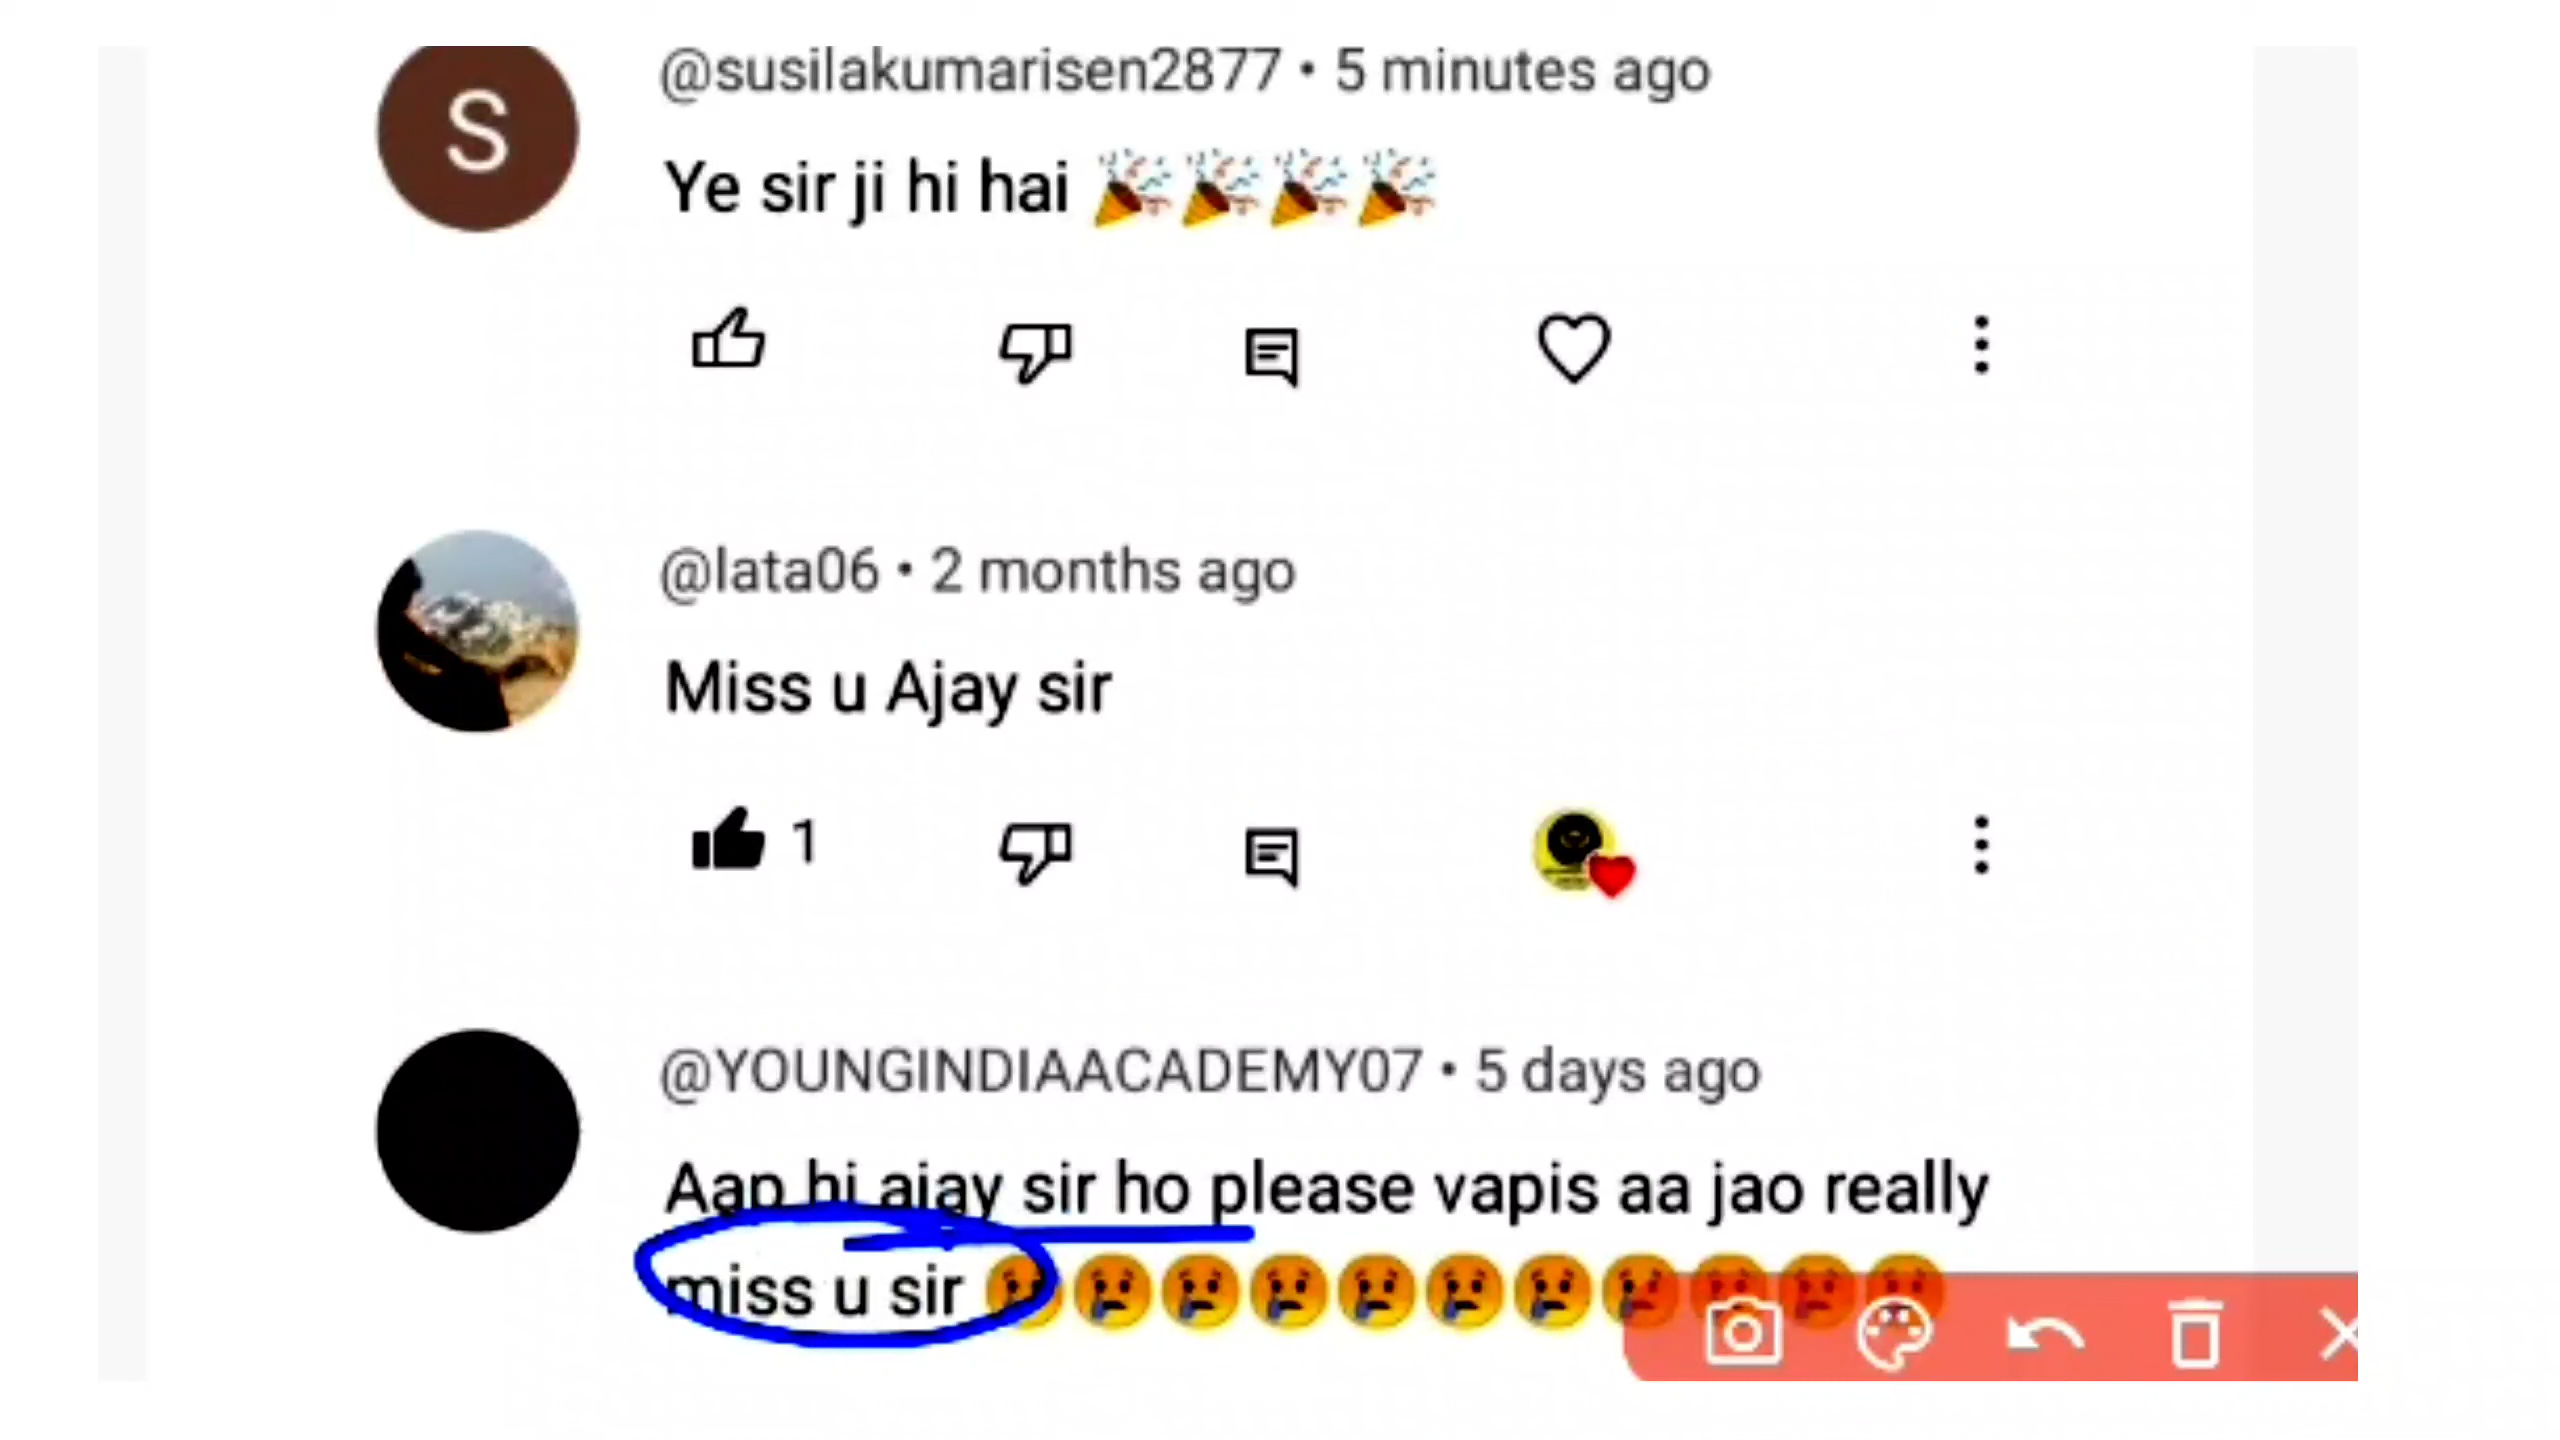 S
@susilakumarisen2877 • 5 minutes ago
Ye sir ji hi hai 🎉🎉🎉🎉
@lata06 • 2 months ago
Miss u Ajay sir
1
@YOUNGINDIAACADEMY07 • 5 days ago
Aap hi ajay sir ho please vapis aa jao really
miss u sir 😢😢😢😢😢😢😢😢😢😢😢